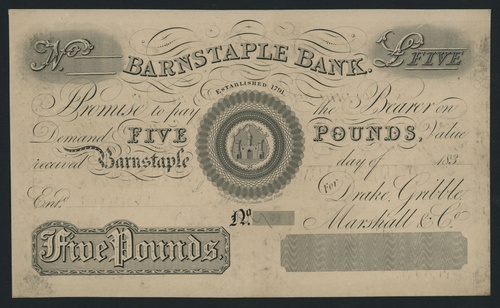 No
BARNSTAPLE BANK.
£ FIVE
ESTABLISHED 1791.
I Promise to pay the Bearer on
Demand FIVE POUNDS, Value
received Barnstaple day of 183
Entd.
For Drake, Gribble,
No.
Marshall & Co.
Five Pounds.